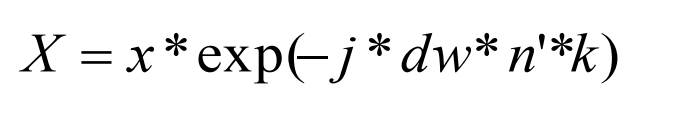 X = x * exp(−j * dw* n'*k)